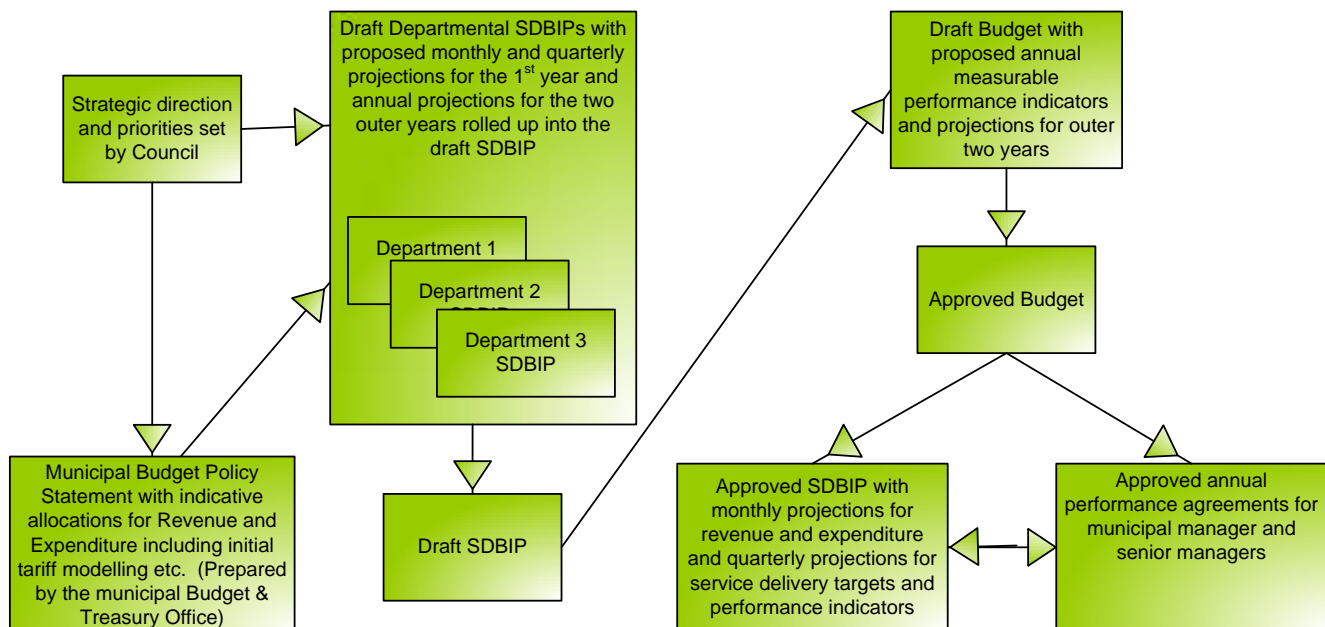 Strategic direction
and priorities set
by Council
Municipal Budget Policy
Statement with indicative
allocations for Revenue and
Expenditure including initial
tariff modelling etc. (Prepared
by the municipal Budget &
Treasury Office)
Draft Departmental SDBIPs with
proposed monthly and quarterly
projections for the 1st year and
annual projections for the two
outer years rolled up into the
draft SDBIP
Department 1
Department 2
SDBIP
Department 3
SDBIP
Draft SDBIP
Draft Budget with
proposed annual
measurable
performance indicators
and projections for outer
two years
Approved Budget
Approved SDBIP with
monthly projections for
revenue and expenditure
and quarterly projections for
service delivery targets and
performance indicators
Approved annual
performance agreements for
municipal manager and
senior managers